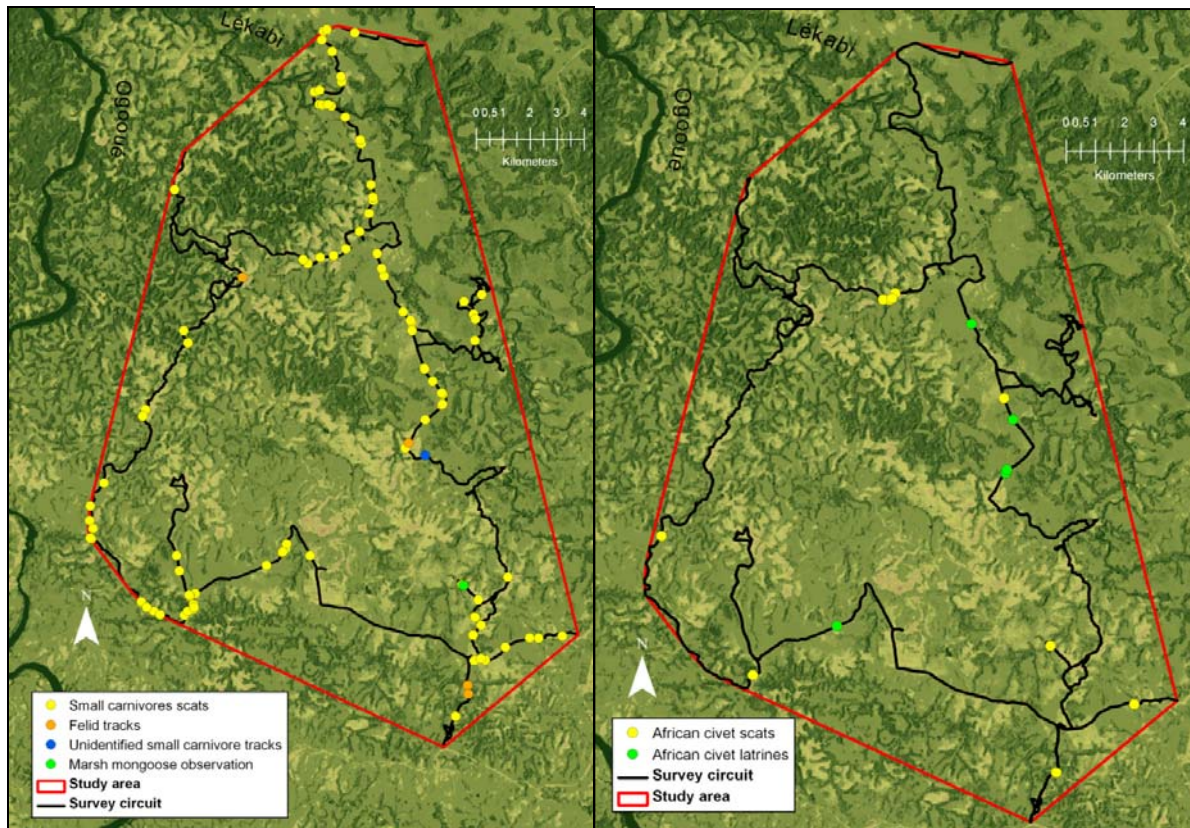 Lékabi
Ogooué
0 0,5 1 2 3 4
Kilometers
N
Small carnivores scats
Felid tracks
Unidentified small carnivore tracks
Marsh mongoose observation
Study area
Survey circuit
Lékabi
Ogooué
0 0,5 1 2 3 4
Kilometers
N
African civet scats
African civet latrines
Survey circuit
Study area